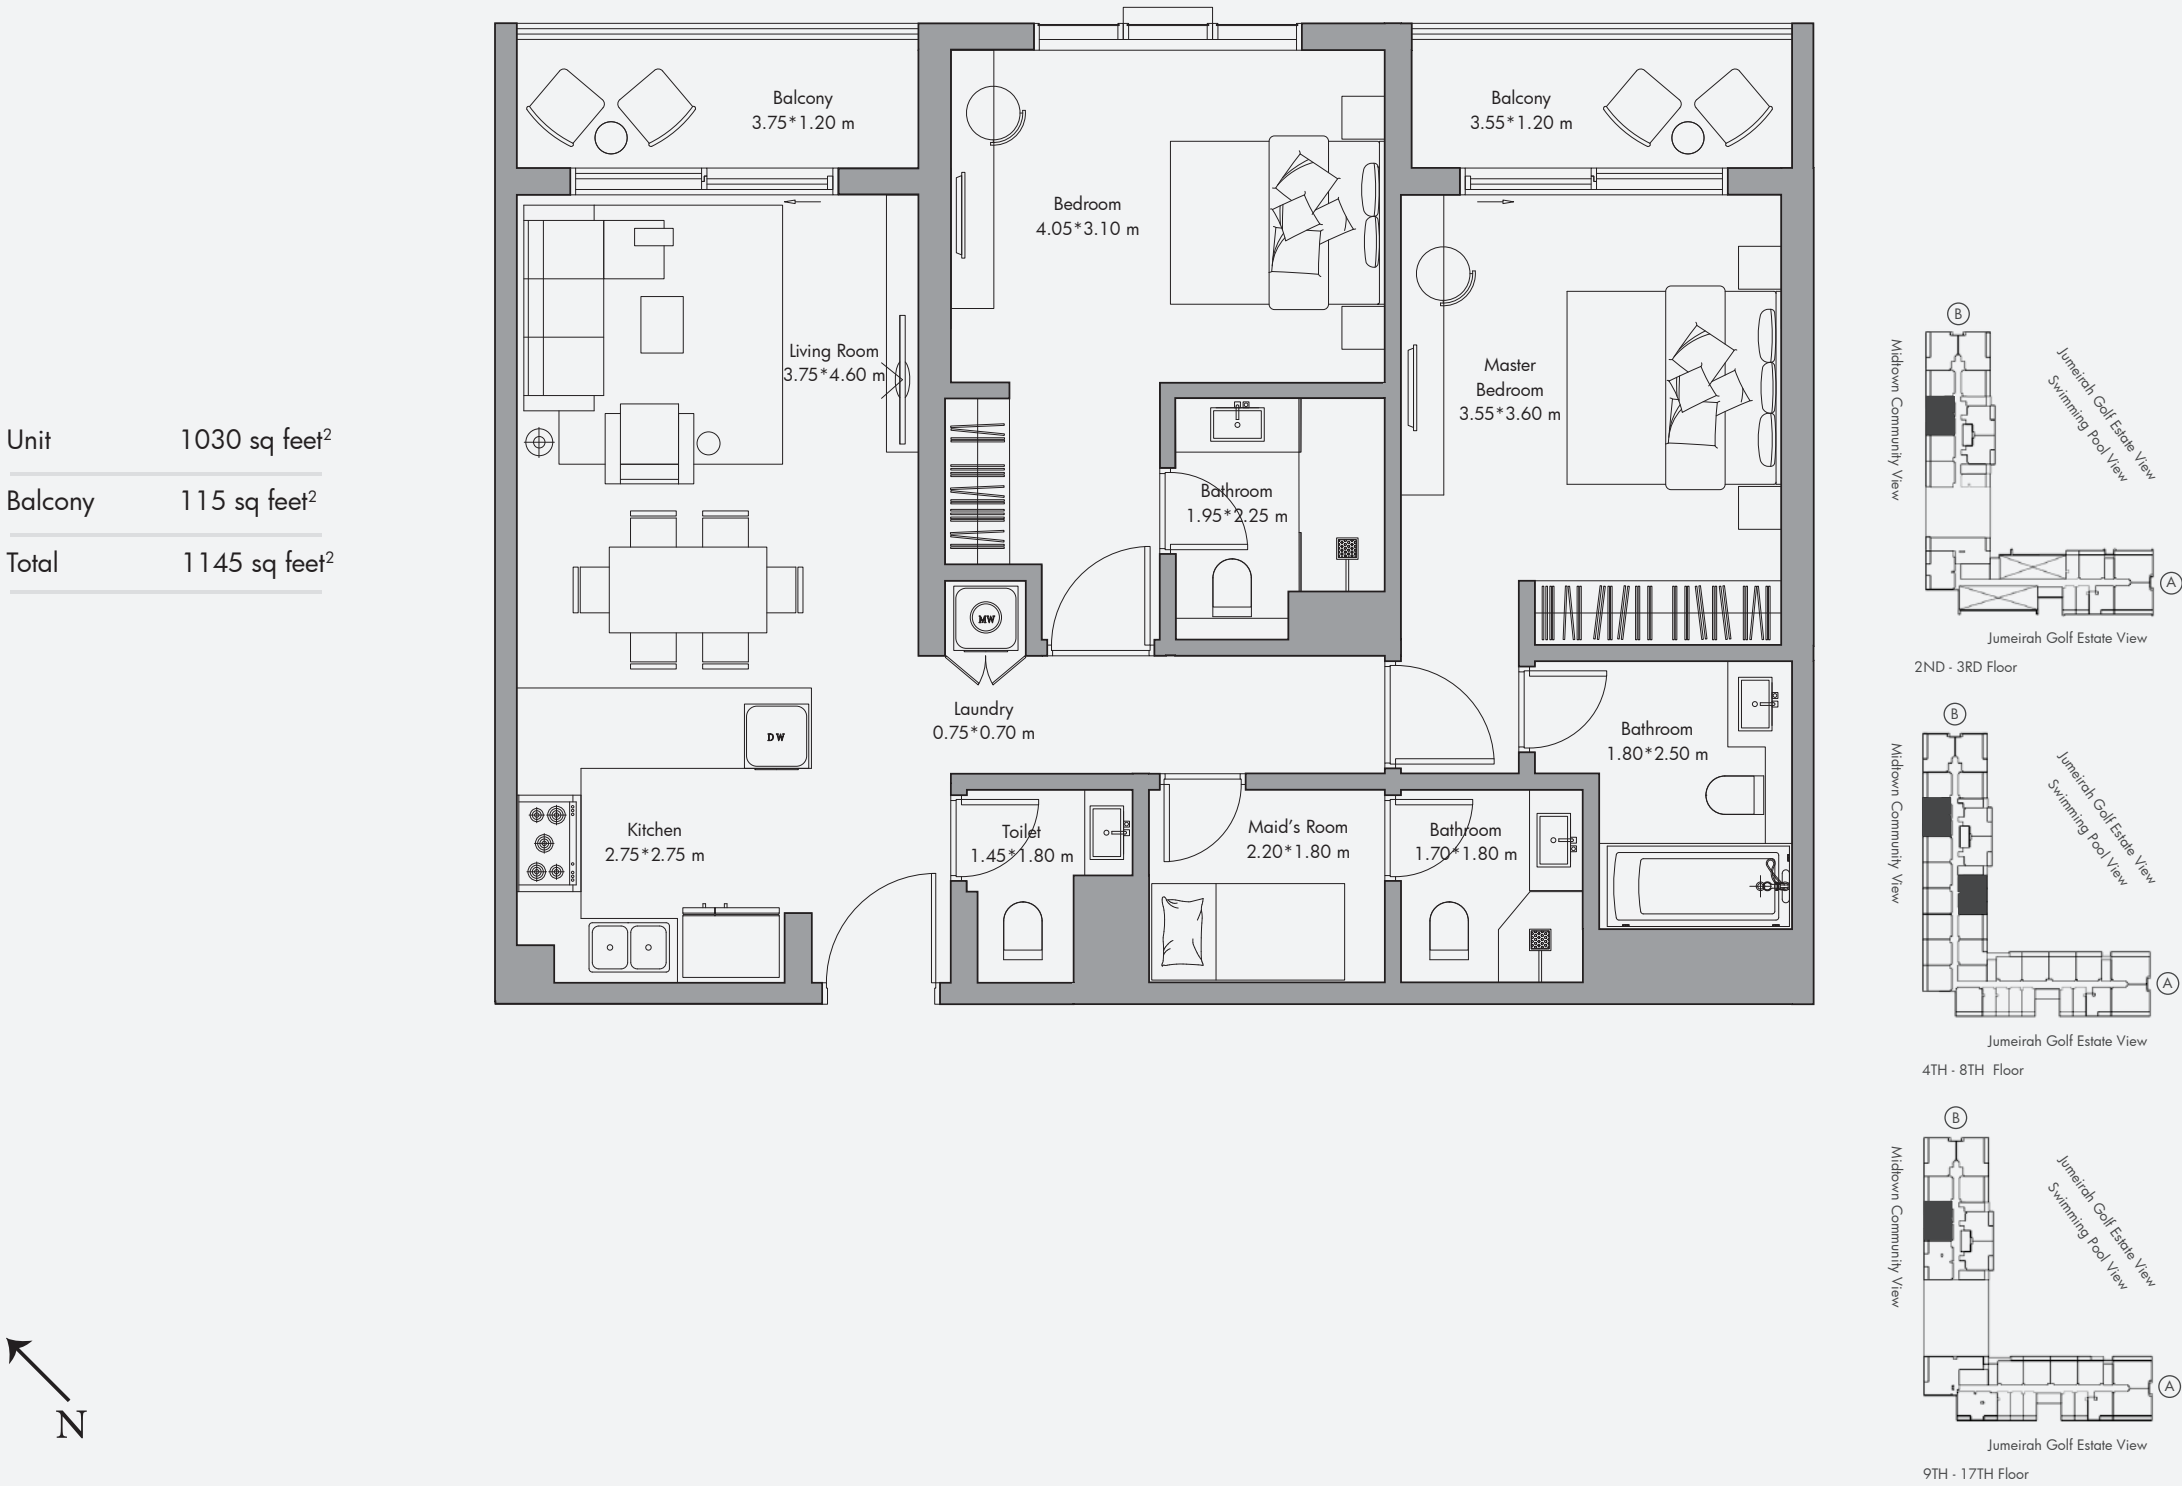 Balcony
3.75*1.20 m
Balcony
3.55*1.20 m
Bedroom
4.05*3.10 m
Living Room
3.75*4.60 m
Master
Bedroom
3.55*3.60 m
Bathroom
1.95*2.25 m
MW
Laundry
0.75*0.70 m
DW
Bathroom
1.80*2.50 m
Kitchen
2.75*2.75 m
Toilet
1.45*1.80 m
Maid's Room
2.20*1.80 m
Bathroom
1.70*1.80 m
Unit 1030 sq feet²
Balcony 115 sq feet²
Total 1145 sq feet²
N
B
Midtown Community View
Jumeirah Golf Estate View
Swimming Pool View
A
Jumeirah Golf Estate View
2ND - 3RD Floor
B
Midtown Community View
Jumeirah Golf Estate View
Swimming Pool View
A
Jumeirah Golf Estate View
4TH - 8TH Floor
B
Midtown Community View
Jumeirah Golf Estate View
Swimming Pool View
A
Jumeirah Golf Estate View
9TH - 17TH Floor